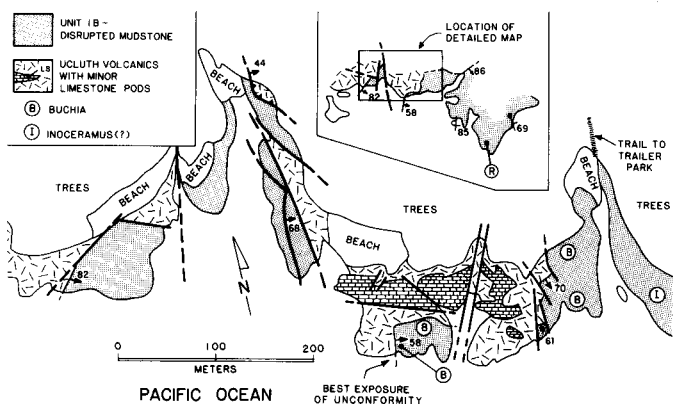 UNIT 1B-
DISRUPTED MUDSTONE
LS
UCLUTH VOLCANICS
WITH MINOR
LIMESTONE PODS
B BUCHIA
I INOCERAMUS(?)
LOCATION OF
DETAILED MAP
86
82
58
85
69
R
44
BEACH
BEACH
BEACH
TREES
82
68
N
TREES
BEACH
TRAIL TO
TRAILER
PARK
BEACH
TREES
B
B
I
70
61
B
58
B
0 100 200
METERS
PACIFIC OCEAN
BEST EXPOSURE
OF UNCONFORMITY